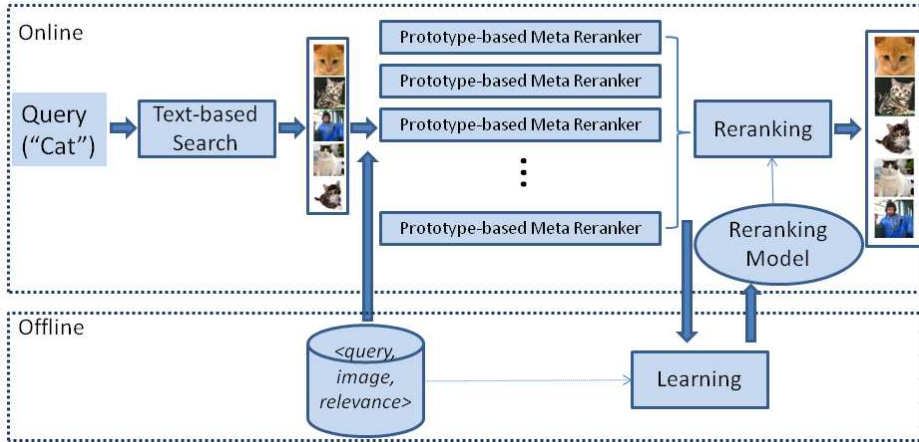 Online
Query
("Cat")
Text-based
Search
Prototype-based Meta Reranker
Prototype-based Meta Reranker
Prototype-based Meta Reranker
Prototype-based Meta Reranker
Reranking
Reranking
Model
Offline
<query,
image,
relevance>
Learning